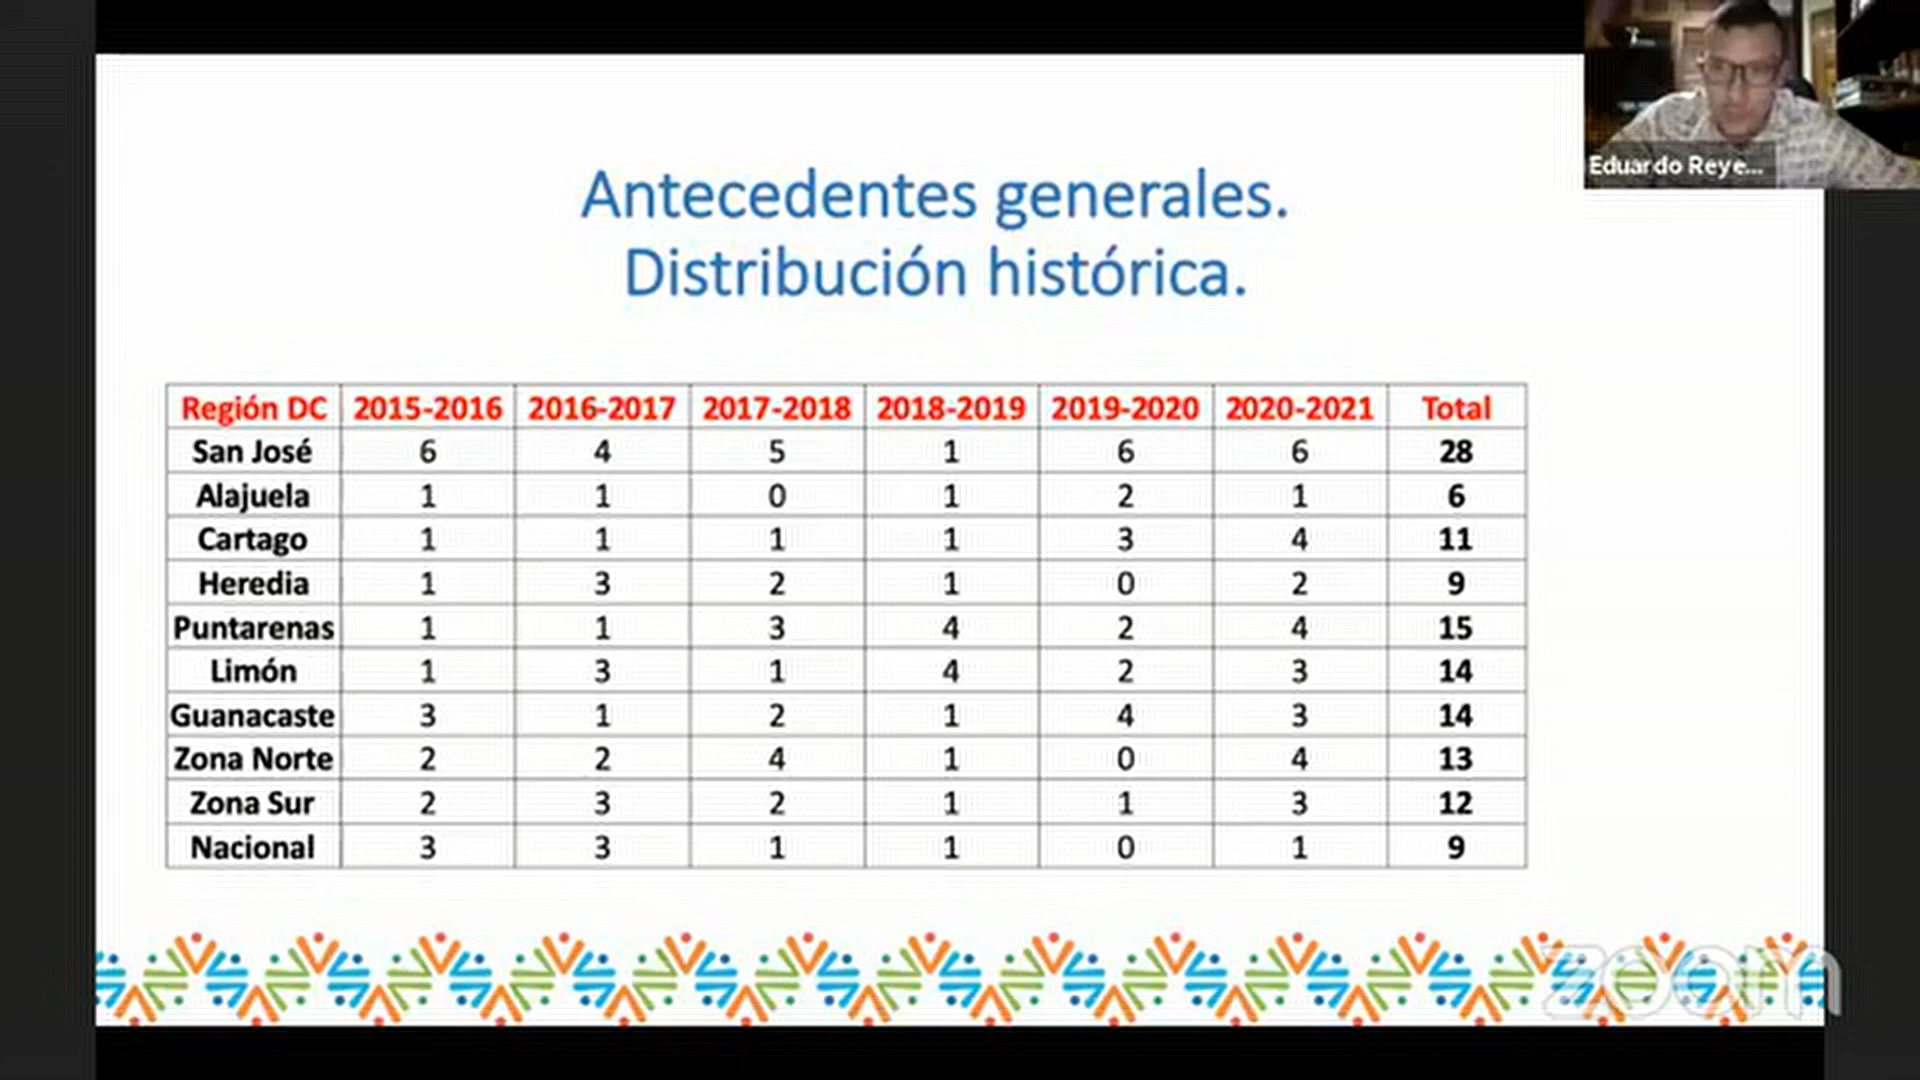 Eduardo Reye...
Antecedentes generales.
Distribución histórica.
Región DC 2015-2016 2016-2017 2017-2018 2018-2019 2019-2020 2020-2021 Total
San José 6 4 5 1 6 6 28
Alajuela 1 1 0 1 2 1 6
Cartago 1 1 1 1 3 4 11
Heredia 1 3 2 1 0 2 9
Puntarenas 1 1 3 4 2 4 15
Limón 1 3 1 4 2 3 14
Guanacaste 3 1 2 1 4 3 14
Zona Norte 2 2 4 1 0 4 13
Zona Sur 2 3 2 1 1 3 12
Nacional 3 3 1 1 0 1 9
zoom